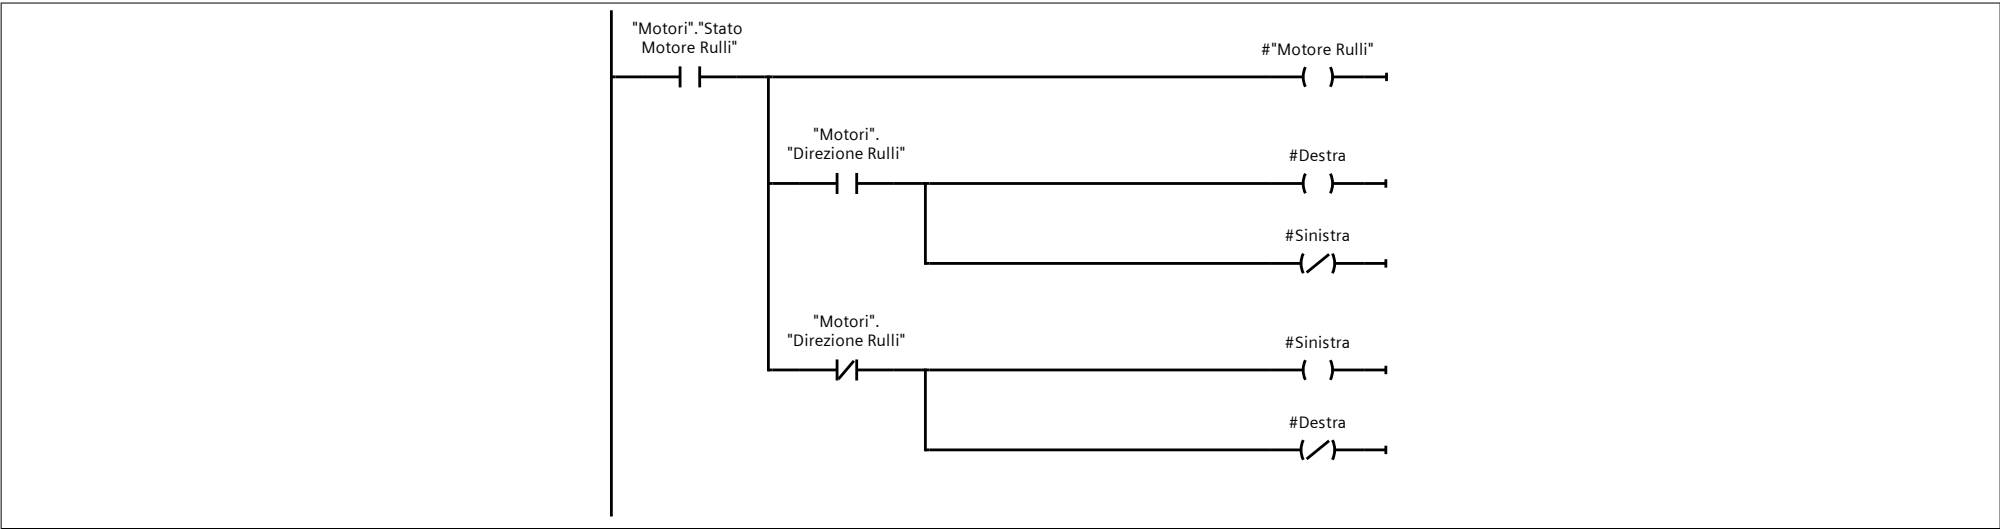 "Motori"."Stato
Motore Rulli"
#"Motore Rulli"
"Motori".
"Direzione Rulli"
#Destra
#Sinistra
"Motori".
"Direzione Rulli"
#Sinistra
#Destra